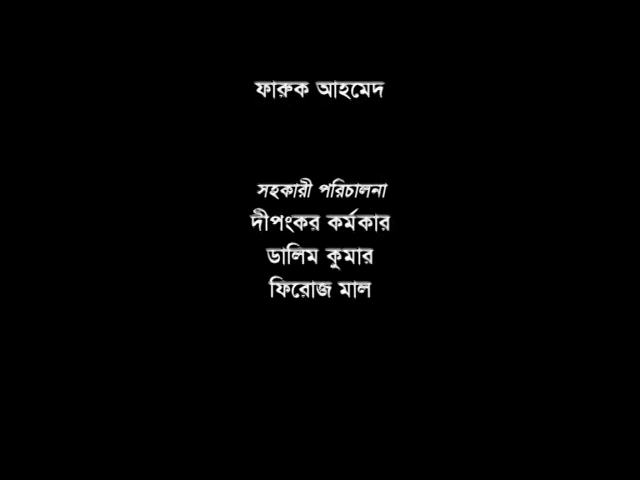 ফারুক আহমেদ
সহকারী পরিচালনা
দীপংকর কর্মকার
ডালিম কুমার
ফিরোজ মাল